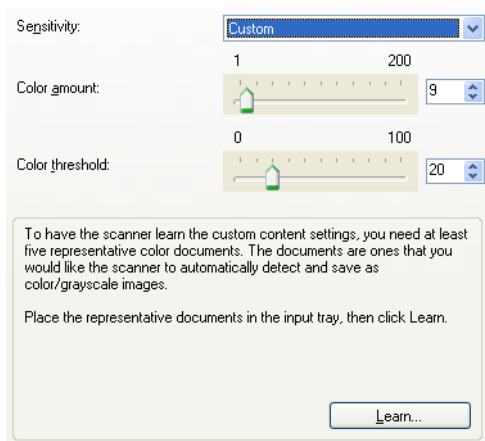 Sensitivity: Custom
1 200
Color amount: 9
0 100
Color threshold: 20
To have the scanner learn the custom content settings, you need at least
five representative color documents. The documents are ones that you
would like the scanner to automatically detect and save as
color/grayscale images.
Place the representative documents in the input tray, then click Learn.
Learn...